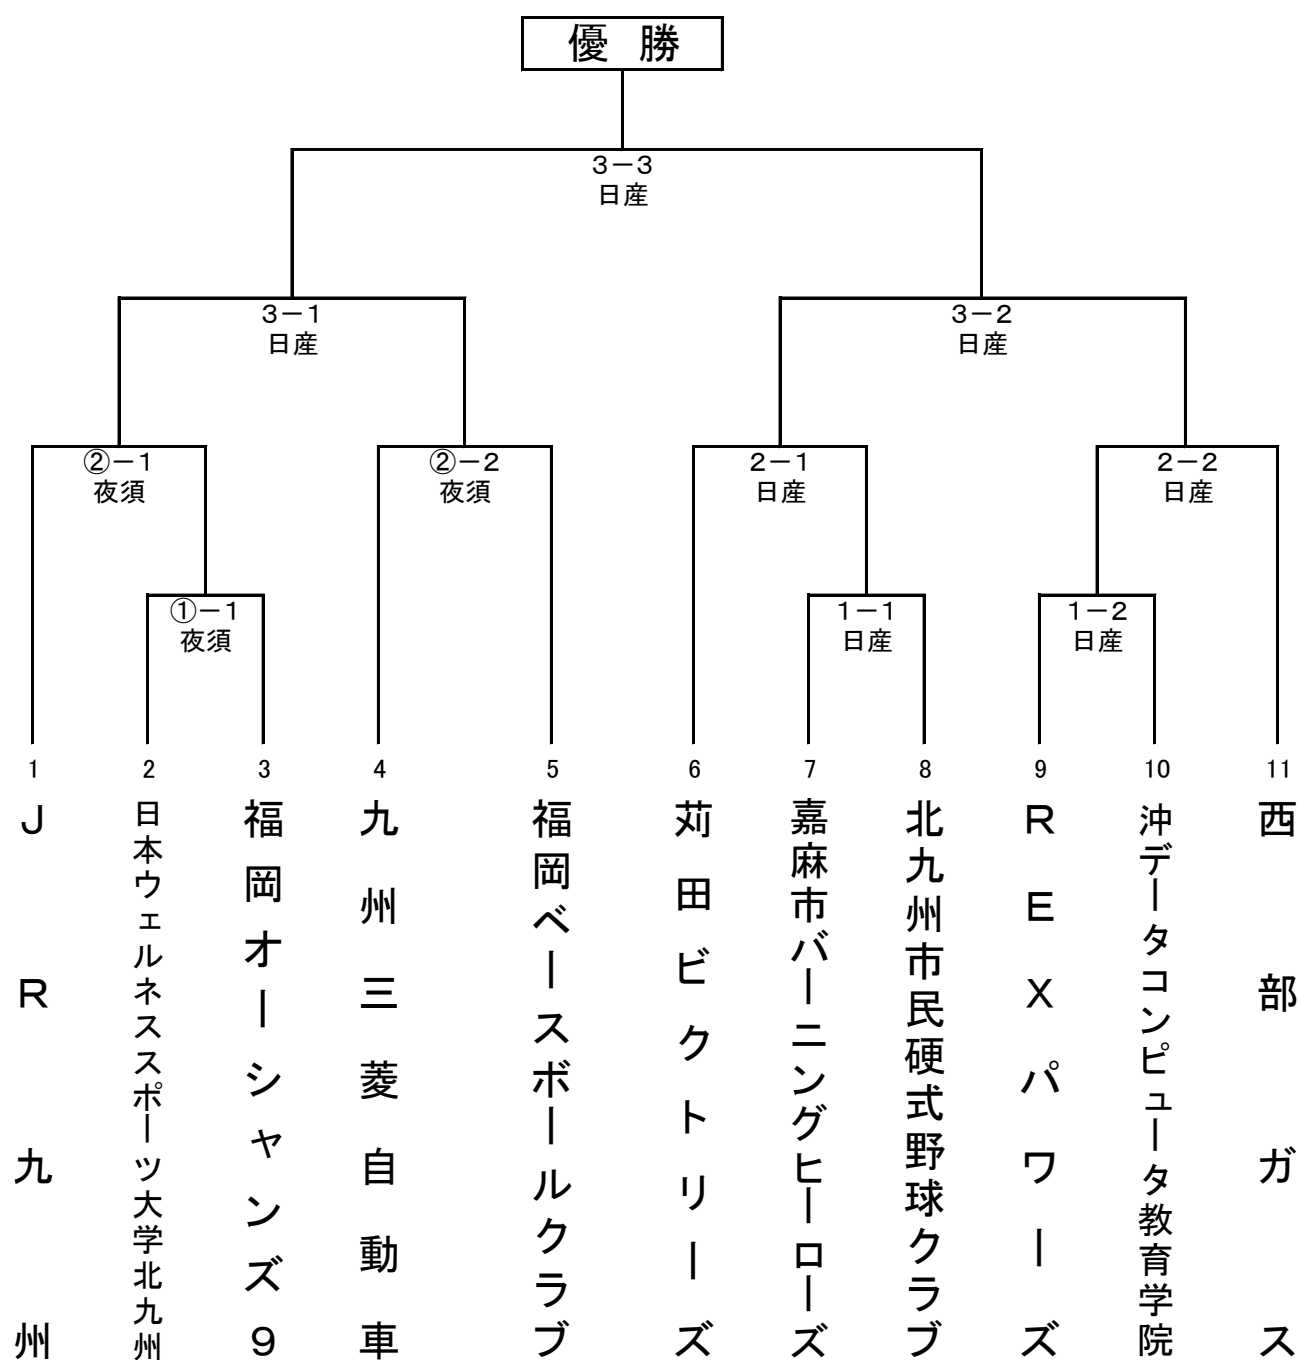 優 勝
3－3
日産
3－1
日産
3－2
日産
②－1
夜須
②－2
夜須
2－1
日産
2－2
日産
①－1
夜須
1－1
日産
1－2
日産
1
2
3
4
5
6
7
8
9
10
11
JR九州
日本ウェルネススポーツ大学北九州
福岡オーシャンズ9
九州三菱自動車
福岡ベースボールクラブ
苅田ビクトリーズ
嘉麻市バーニングヒーローズ
北九州市民硬式野球クラブ
REXパワーズ
沖データコンピュータ教育学院
西部ガス